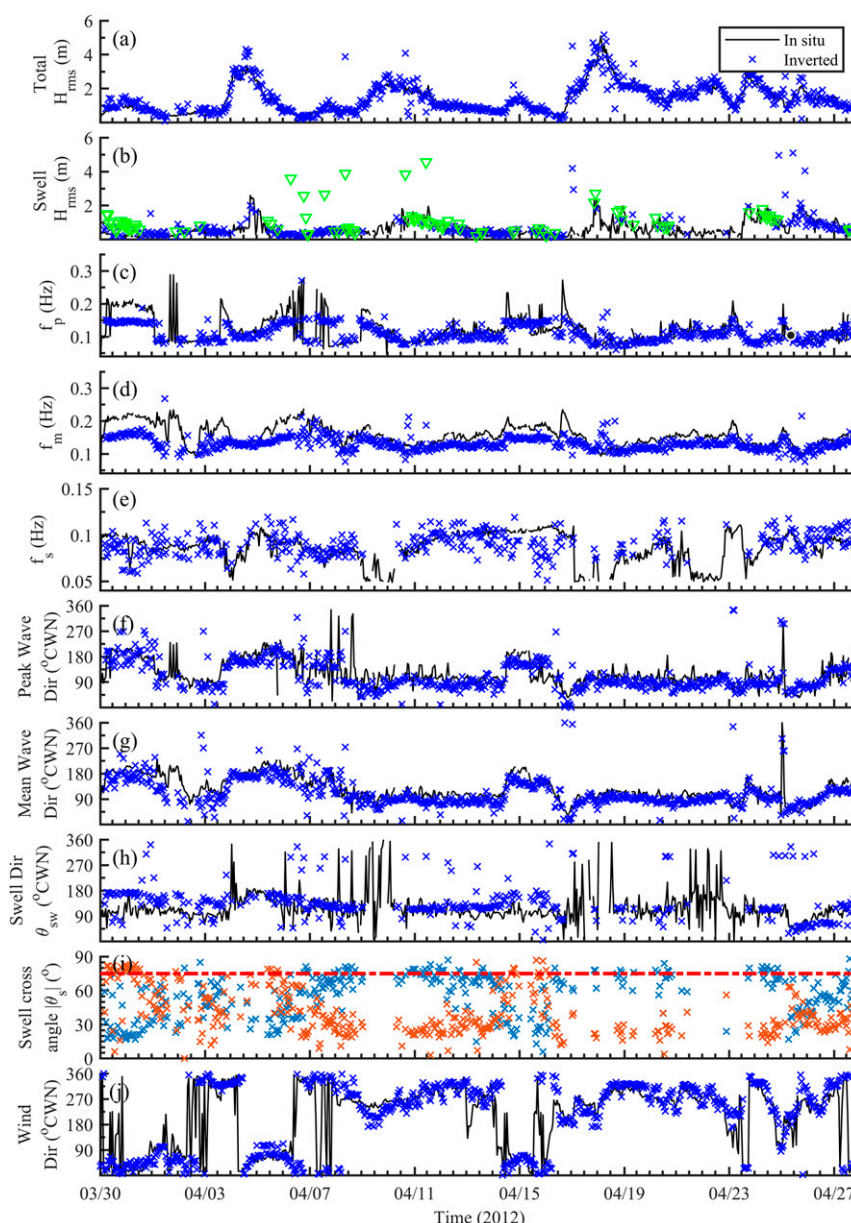 (a)
Total
H_rms (m)
6
4
2
In situ
Inverted
(b)
Swell
H_rms (m)
6
4
2
(c)
f_p (Hz)
0.3
0.2
0.1
(d)
f_m (Hz)
0.3
0.2
0.1
(e)
f_s (Hz)
0.15
0.1
0.05
(f)
Peak Wave
Dir (°CWN)
360
270
180
90
(g)
Mean Wave
Dir (°CWN)
360
270
180
90
(h)
Swell Dir
θ_sw (°CWN)
360
270
180
90
(i)
Swell cross
angle |θ_s| (°)
90
60
30
0
(j)
Wind
Dir (°CWN)
360
270
180
90
03/30 04/03 04/07 04/11 04/15 04/19 04/23 04/27
Time (2012)